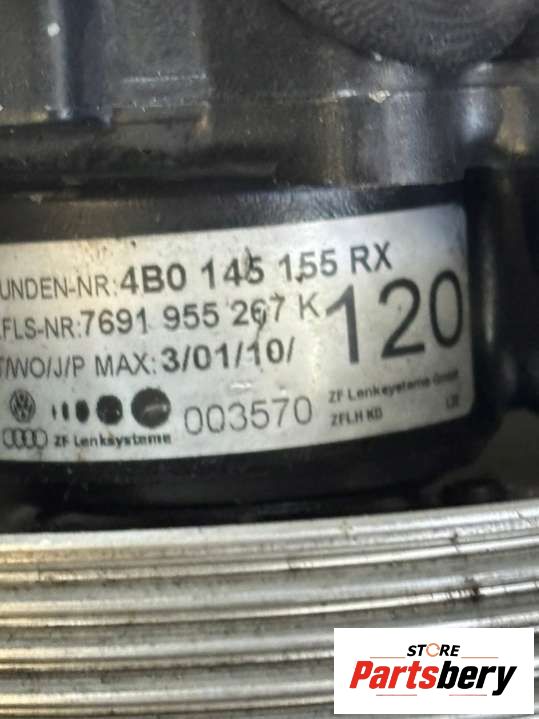 UNDEN-NR:4B0 145 155 RX
FLS-NR:7691 955 267 K
120
/WO/J/P MAX: 3/01/10/
003570
ZF Lenksysteme GmbH
ZFLH KD
ZF Lenksysteme
STORE
Partsbery